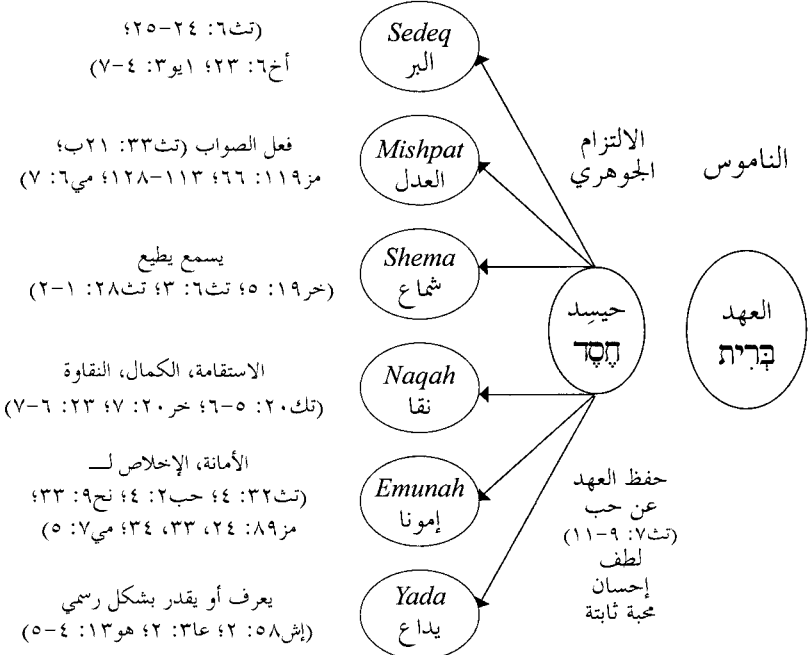 الناموس
العهد
בְּרִית
الالتزام
الجوهري
حيسِد
חֶסֶד
حفظ العهد
عن حب
(تث٧: ٩-١١)
لطف
إحسان
محبة ثابتة
Sedeq
البر
(تث٦: ٢٤-٢٥؛
أخ٦: ٢٣؛ ١يو٣: ٤-٧)
Mishpat
العدل
فعل الصواب (تث٣٣: ٢١ب؛
مز١١٩: ٦٦؛ ١١٣-١٢٨؛ مي٦: ٧)
Shema
شماع
يسمع يطيع
(خر١٩: ٥؛ تث٦: ٣؛ تث٢٨: ١-٢)
Naqah
نقا
الاستقامة، الكمال، النقاوة
(تك٢٠: ٥-٦؛ خر٢٠: ٧؛ ٢٣: ٦-٧)
Emunah
إمونا
الأمانة، الإخلاص لـــ
(تث٣٢: ٤؛ حب٢: ٤؛ نح٩: ٣٣؛
مز٨٩: ٢٤، ٣٣، ٣٤؛ مي٧: ٥)
Yada
يداع
يعرف أو يقدر بشكل رسمي
(إش٥٨: ٢؛ عا٣: ٢؛ هو١٣: ٤-٥)